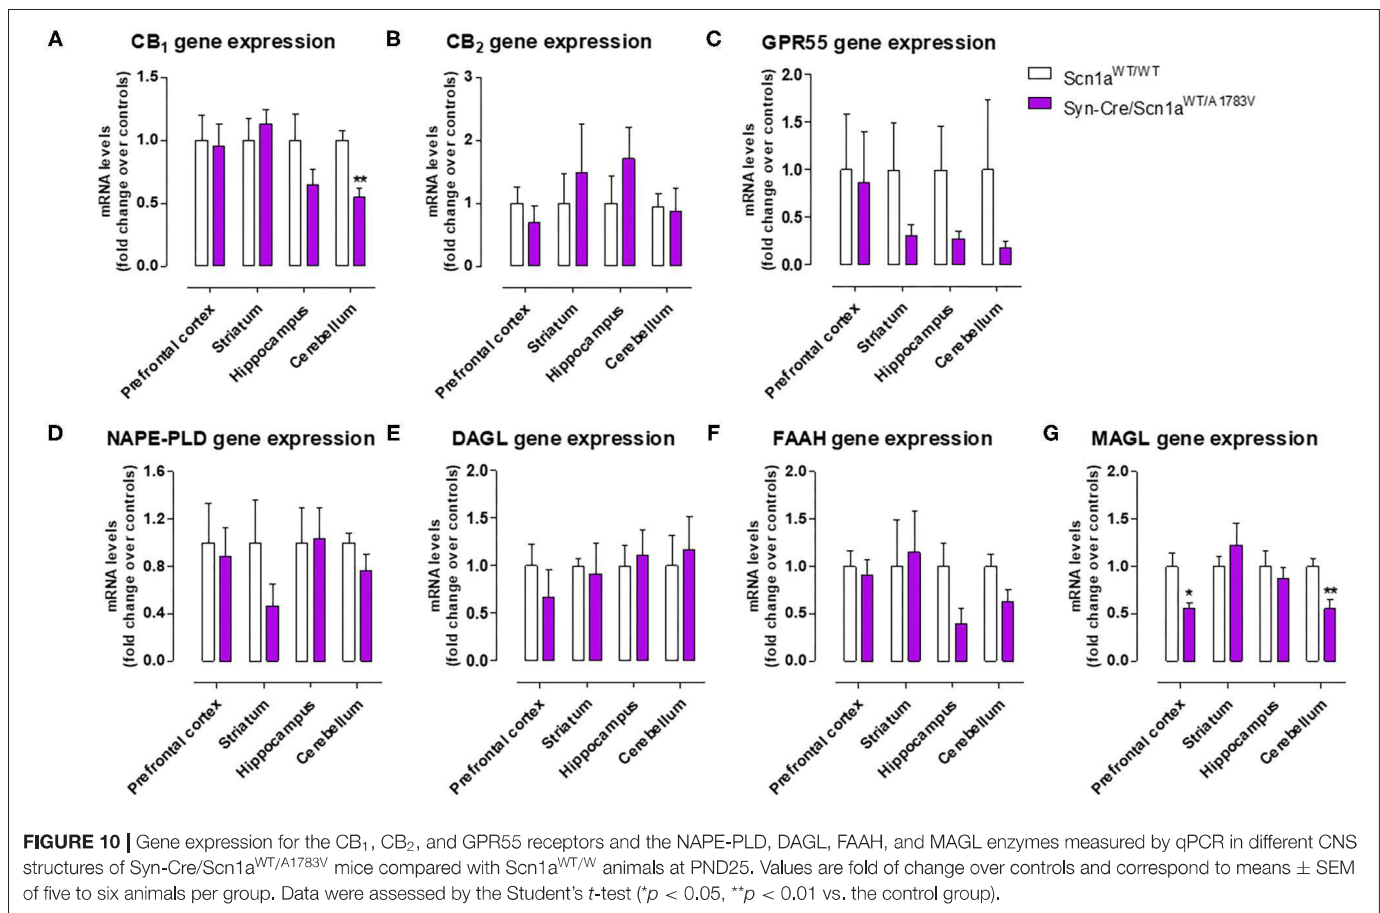 A
CB₁ gene expression
mRNA levels
(fold change over controls)
1.5
1.0
0.5
0.0
**
Prefrontal cortex
Striatum
Hippocampus
Cerebellum
B
CB₂ gene expression
mRNA levels
(fold change over controls)
3
2
1
0
Prefrontal cortex
Striatum
Hippocampus
Cerebellum
C
GPR55 gene expression
mRNA levels
(fold change over controls)
2.0
1.5
1.0
0.5
0.0
Prefrontal cortex
Striatum
Hippocampus
Cerebellum
Scn1aWT/WT
Syn-Cre/Scn1aWT/A1783V
D
NAPE-PLD gene expression
mRNA levels
(fold change over controls)
1.6
1.2
0.8
0.4
0.0
Prefrontal cortex
Striatum
Hippocampus
Cerebellum
E
DAGL gene expression
mRNA levels
(fold change over controls)
2.0
1.5
1.0
0.5
0.0
Prefrontal cortex
Striatum
Hippocampus
Cerebellum
F
FAAH gene expression
mRNA levels
(fold change over controls)
2.0
1.5
1.0
0.5
0.0
Prefrontal cortex
Striatum
Hippocampus
Cerebellum
G
MAGL gene expression
mRNA levels
(fold change over controls)
2.0
1.5
1.0
0.5
0.0
*
**
Prefrontal cortex
Striatum
Hippocampus
Cerebellum
FIGURE 10 | Gene expression for the CB₁, CB₂, and GPR55 receptors and the NAPE-PLD, DAGL, FAAH, and MAGL enzymes measured by qPCR in different CNS
structures of Syn-Cre/Scn1aWT/A1783V mice compared with Scn1aWT/W animals at PND25. Values are fold of change over controls and correspond to means ± SEM
of five to six animals per group. Data were assessed by the Student's t-test (*p < 0.05, **p < 0.01 vs. the control group).